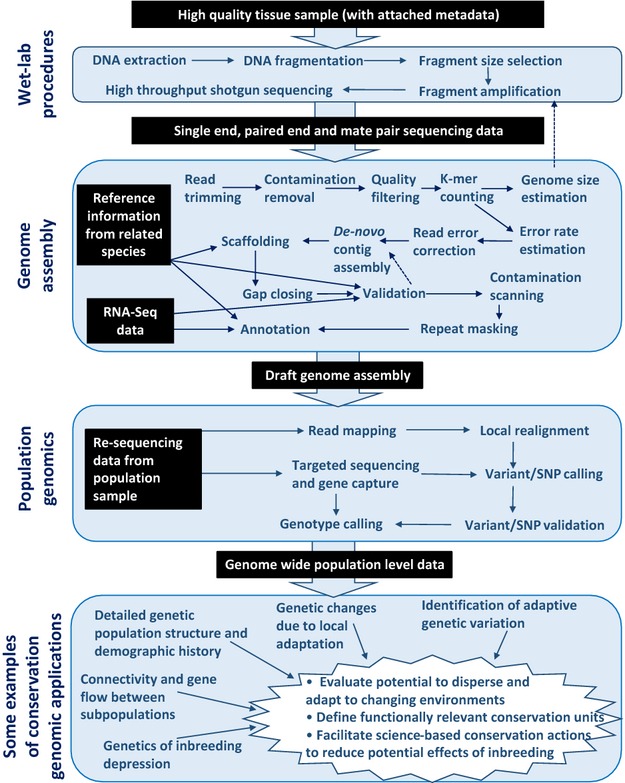 High quality tissue sample (with attached metadata)
Wet-lab
procedures
DNA extraction
DNA fragmentation
Fragment size selection
High throughput shotgun sequencing
Fragment amplification
Single end, paired end and mate pair sequencing data
Genome
assembly
Reference
information
from related
species
Read
trimming
Contamination
removal
Quality
filtering
K-mer
counting
Genome size
estimation
Scaffolding
De-novo
contig
assembly
Read error
correction
Error rate
estimation
Gap closing
Validation
Contamination
scanning
RNA-Seq
data
Annotation
Repeat masking
Draft genome assembly
Population
genomics
Re-sequencing
data from
population
sample
Read mapping
Local realignment
Targeted sequencing
and gene capture
Variant/SNP calling
Genotype calling
Variant/SNP validation
Genome wide population level data
Some examples
of conservation
genomic applications
Detailed genetic
population structure and
demographic history
Genetic changes
due to local
adaptation
Identification of adaptive
genetic variation
Connectivity and gene
flow between
subpopulations
Genetics of inbreeding
depression
• Evaluate potential to disperse and
adapt to changing environments
• Define functionally relevant conservation units
• Facilitate science-based conservation actions
to reduce potential effects of inbreeding